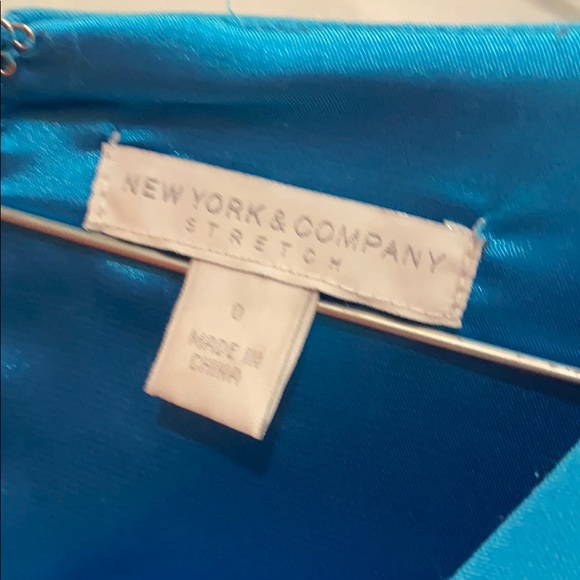 NEW YORK & COMPANY
STRETCH
0
MADE IN
CHINA